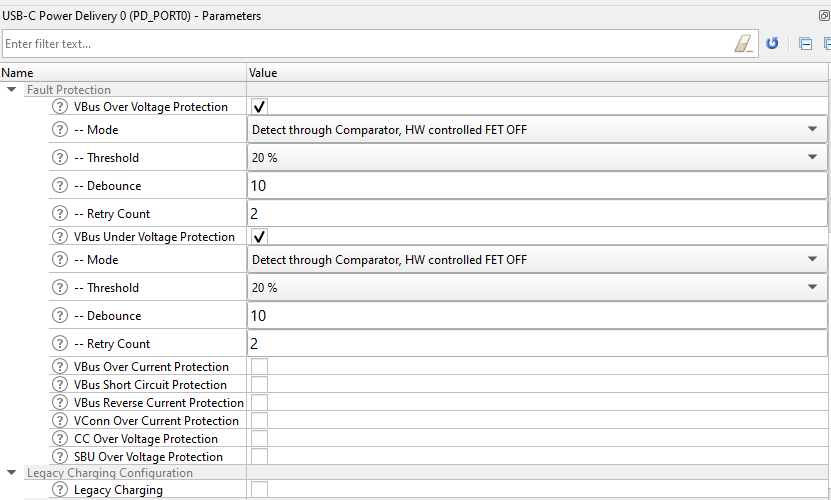 USB-C Power Delivery 0 (PD_PORT0) - Parameters
Enter filter text...
Name Value
Fault Protection
? VBus Over Voltage Protection
? -- Mode Detect through Comparator, HW controlled FET OFF
? -- Threshold 20 %
? -- Debounce 10
? -- Retry Count 2
? VBus Under Voltage Protection
? -- Mode Detect through Comparator, HW controlled FET OFF
? -- Threshold 20 %
? -- Debounce 10
? -- Retry Count 2
? VBus Over Current Protection
? VBus Short Circuit Protection
? VBus Reverse Current Protection
? VConn Over Current Protection
? CC Over Voltage Protection
? SBU Over Voltage Protection
Legacy Charging Configuration
? Legacy Charging